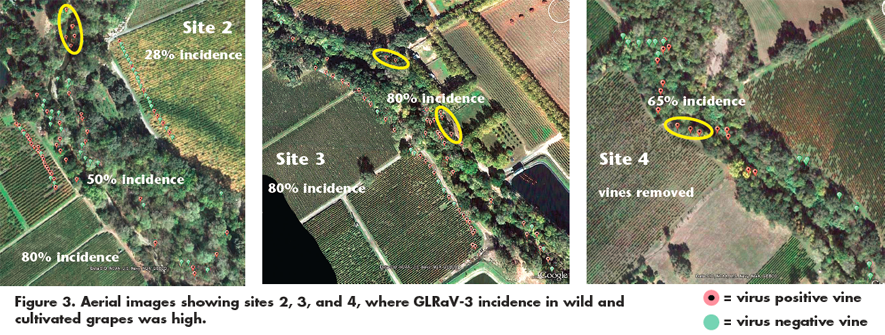 Site 2
28% incidence
50% incidence
80% incidence
80% incidence
Site 3
80% incidence
Google
65% incidence
Site 4
vines removed
Figure 3. Aerial images showing sites 2, 3, and 4, where GLRaV-3 incidence in wild and
cultivated grapes was high.
= virus positive vine
= virus negative vine